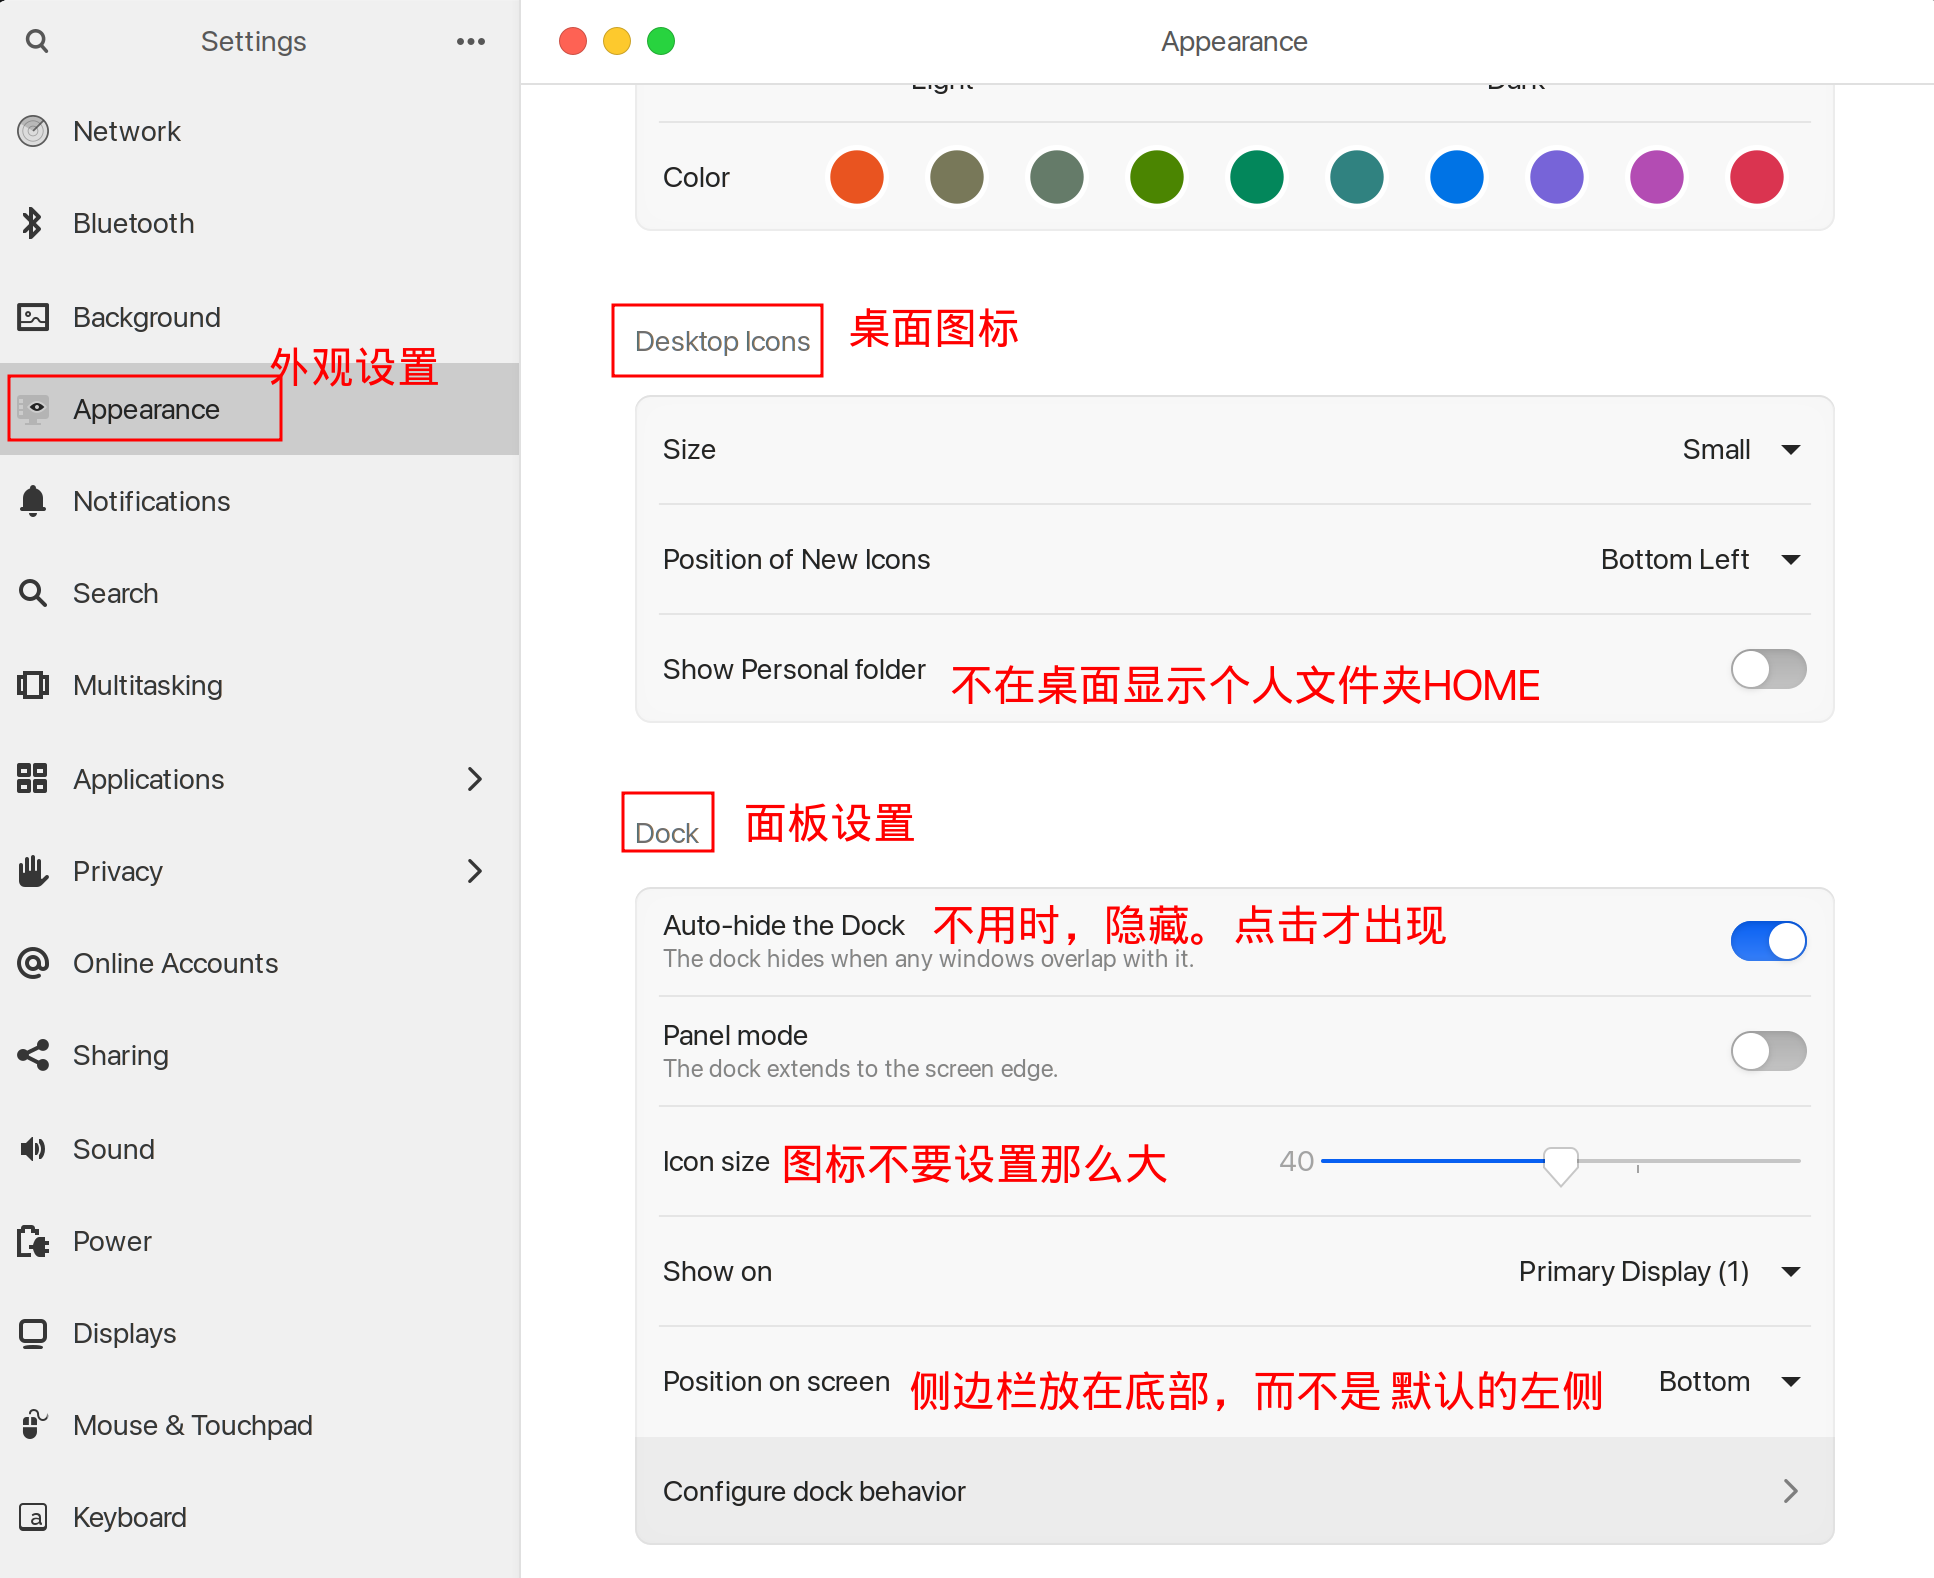 Settings
Network
Bluetooth
Background
外观设置
Appearance
Notifications
Search
Multitasking
Applications
Privacy
Online Accounts
Sharing
Sound
Power
Displays
Mouse & Touchpad
Keyboard
Appearance
Light Dark
Color
Desktop Icons 桌面图标
Size Small
Position of New Icons Bottom Left
Show Personal folder 不在桌面显示个人文件夹HOME
Dock 面板设置
Auto-hide the Dock 不用时，隐藏。点击才出现
The dock hides when any windows overlap with it.
Panel mode
The dock extends to the screen edge.
Icon size 图标不要设置那么大 40
Show on Primary Display (1)
Position on screen 侧边栏放在底部，而不是 默认的左侧 Bottom
Configure dock behavior